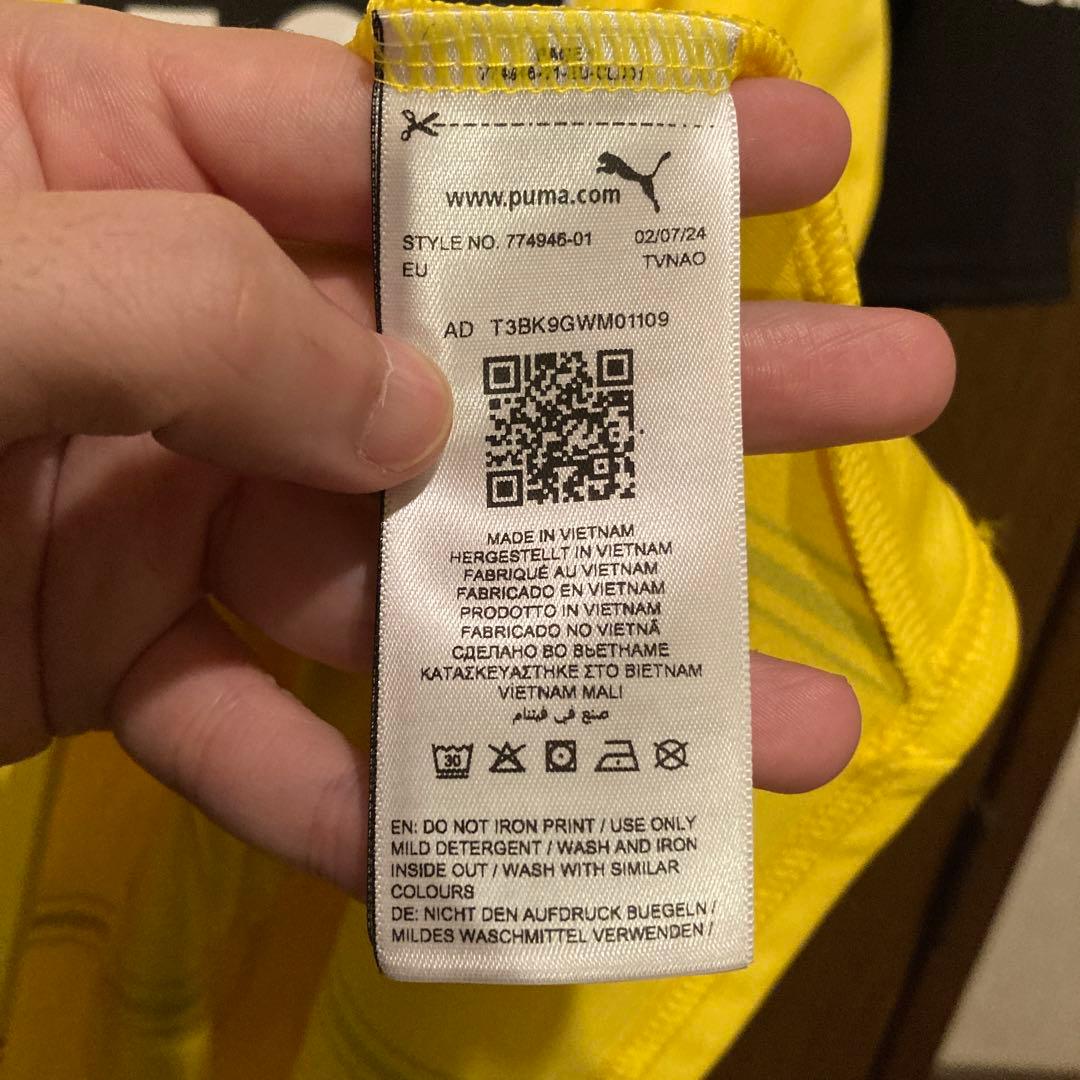 www.puma.com
STYLE NO. 774946-01 02/07/24
EU TVNAO
AD T3BK9GWM01109
MADE IN VIETNAM
HERGESTELLT IN VIETNAM
FABRIQUÉ AU VIETNAM
FABRICADO EN VIETNAM
PRODOTTO IN VIETNAM
FABRICADO NO VIETNÃ
СДЕЛАНО ВО ВЬЕТНАМЕ
ΚΑΤΑΣΚΕΥΑΣΤΗΚΕ ΣΤΟ ΒΙΕΤΝΑΜ
VIETNAM MALI
صنع في فيتنام
30
EN: DO NOT IRON PRINT / USE ONLY
MILD DETERGENT / WASH AND IRON
INSIDE OUT / WASH WITH SIMILAR
COLOURS
DE: NICHT DEN AUFDRUCK BUEGELN /
MILDES WASCHMITTEL VERWENDEN /